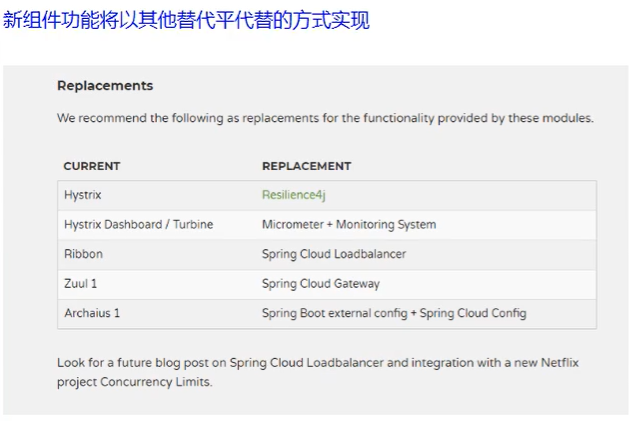 新组件功能将以其他替代平代替的方式实现
Replacements
We recommend the following as replacements for the functionality provided by these modules.
CURRENT REPLACEMENT
Hystrix Resilience4j
Hystrix Dashboard / Turbine Micrometer + Monitoring System
Ribbon Spring Cloud Loadbalancer
Zuul 1 Spring Cloud Gateway
Archaius 1 Spring Boot external config + Spring Cloud Config
Look for a future blog post on Spring Cloud Loadbalancer and integration with a new Netflix
project Concurrency Limits.